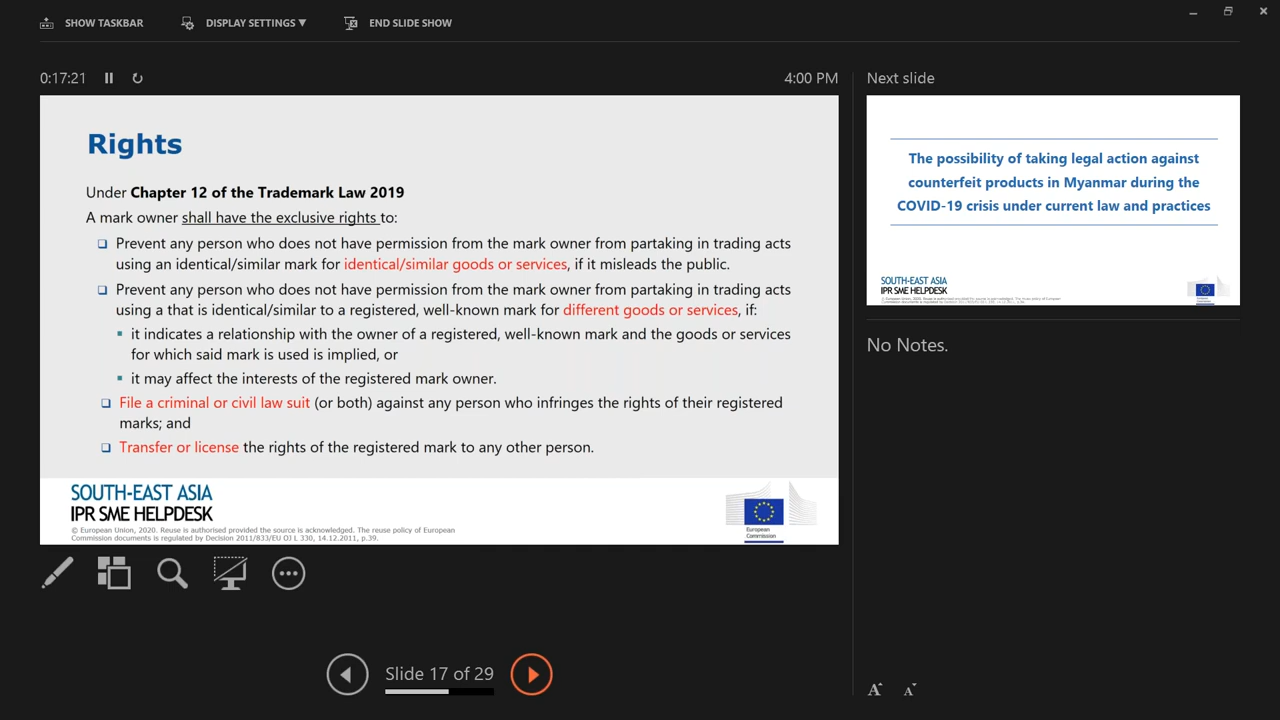 SHOW TASKBAR
DISPLAY SETTINGS ▼
END SLIDE SHOW
0:17:21
4:00 PM
Rights
Under Chapter 12 of the Trademark Law 2019
A mark owner shall have the exclusive rights to:
Prevent any person who does not have permission from the mark owner from partaking in trading acts
using an identical/similar mark for identical/similar goods or services, if it misleads the public.
Prevent any person who does not have permission from the mark owner from partaking in trading acts
using a that is identical/similar to a registered, well-known mark for different goods or services, if:
it indicates a relationship with the owner of a registered, well-known mark and the goods or services
for which said mark is used is implied, or
it may affect the interests of the registered mark owner.
File a criminal or civil law suit (or both) against any person who infringes the rights of their registered
marks; and
Transfer or license the rights of the registered mark to any other person.
SOUTH-EAST ASIA
IPR SME HELPDESK
© European Union, 2020. Reuse is authorised provided the source is acknowledged. The reuse policy of European
Commission documents is regulated by Decision 2011/833/EU OJ L 330, 14.12.2011, p.39.
European
Commission
Slide 17 of 29
Next slide
The possibility of taking legal action against
counterfeit products in Myanmar during the
COVID-19 crisis under current law and practices
SOUTH-EAST ASIA
IPR SME HELPDESK
No Notes.
A A